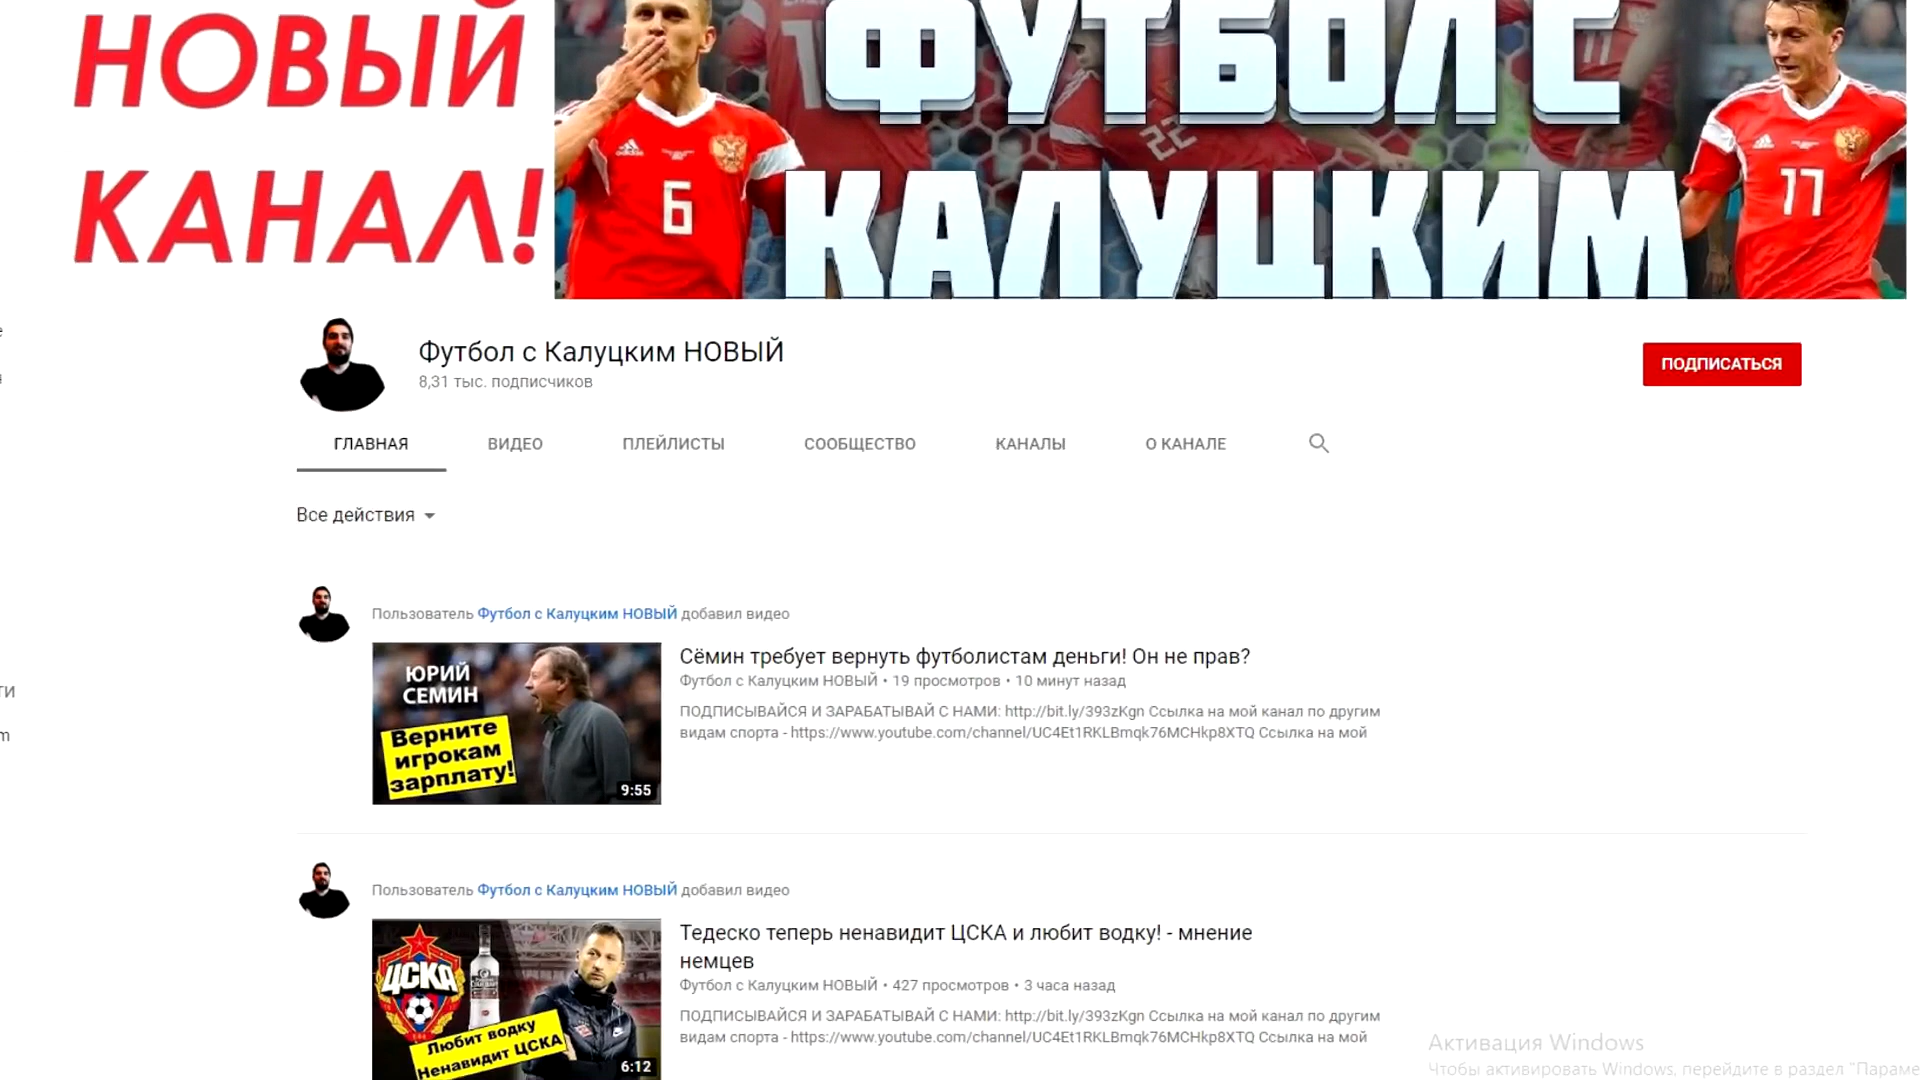 НОВЫЙ
КАНАЛ!
ФУТБОЛ С
КАЛУЦКИМ
adidas
6
22
11
17
Футбол с Калуцким НОВЫЙ
8,31 тыс. подписчиков
ПОДПИСАТЬСЯ
ГЛАВНАЯ
ВИДЕО
ПЛЕЙЛИСТЫ
СООБЩЕСТВО
КАНАЛЫ
О КАНАЛЕ
Все действия
Пользователь Футбол с Калуцким НОВЫЙ добавил видео
ЮРИЙ
СЕМИН
Верните
игрокам
зарплату!
9:55
Сёмин требует вернуть футболистам деньги! Он не прав?
Футбол с Калуцким НОВЫЙ • 19 просмотров • 10 минут назад
ПОДПИСЫВАЙСЯ И ЗАРАБАТЫВАЙ С НАМИ: http://bit.ly/393zKgn Ссылка на мой канал по другим
видам спорта - https://www.youtube.com/channel/UC4Et1RKLBmqk76MCHkp8XTQ Ссылка на мой
ти
m
Пользователь Футбол с Калуцким НОВЫЙ добавил видео
ЦСКА
Любит водку
Ненавидит ЦСКА
6:12
Тедеско теперь ненавидит ЦСКА и любит водку! - мнение
немцев
Футбол с Калуцким НОВЫЙ • 427 просмотров • 3 часа назад
ПОДПИСЫВАЙСЯ И ЗАРАБАТЫВАЙ С НАМИ: http://bit.ly/393zKgn Ссылка на мой канал по другим
видам спорта - https://www.youtube.com/channel/UC4Et1RKLBmqk76MCHkp8XTQ Ссылка на мой
Активация Windows
Чтобы активировать Windows, перейдите в раздел "Параме